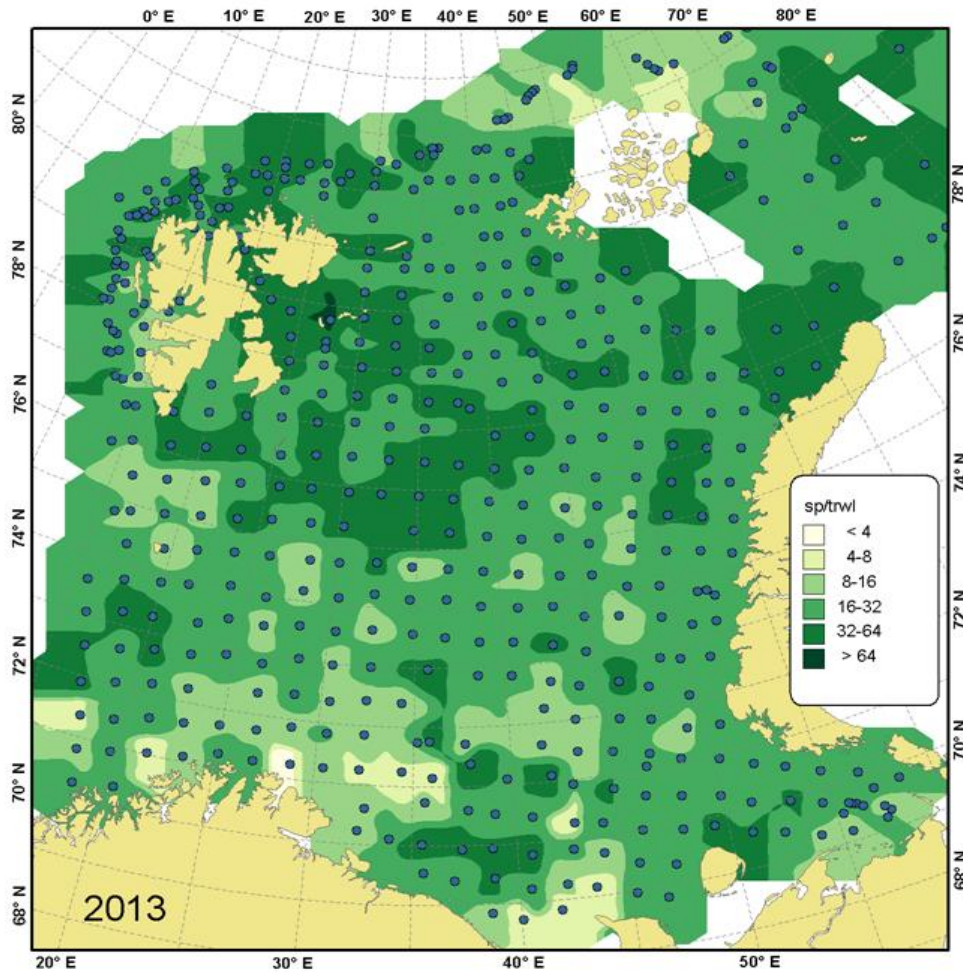 0° E 10° E 20° E 30° E 40° E 50° E 60° E 70° E 80° E
80° N
78° N
76° N
74° N
72° N
70° N
68° N
78° N
76° N
74° N
72° N
70° N
68° N
sp/trwl
< 4
4-8
8-16
16-32
32-64
> 64
2013
20° E 30° E 40° E 50° E